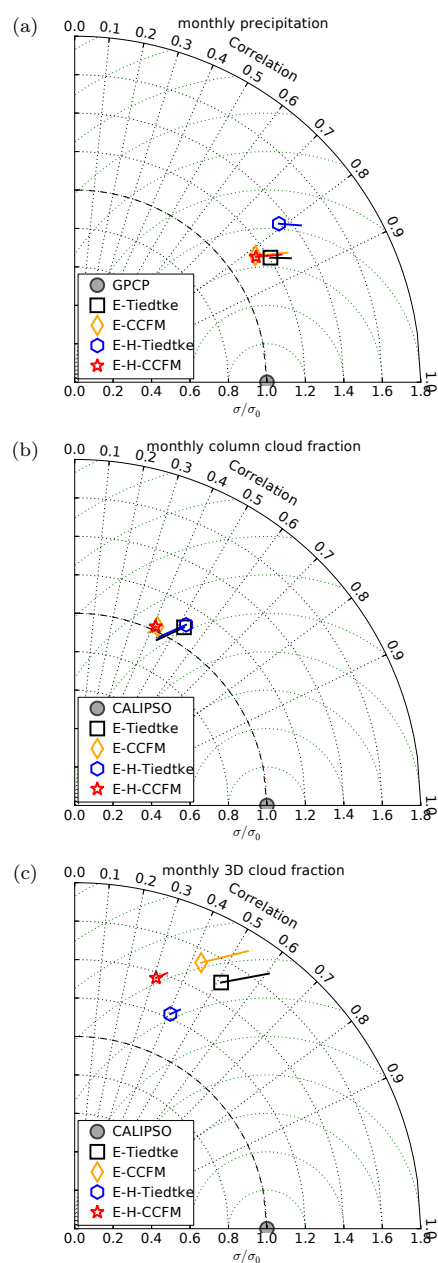 (a)
monthly precipitation
Correlation
0.0 0.1 0.2 0.3 0.4 0.5 0.6 0.7 0.8 0.9 1.0
GPCP
E-Tiedtke
E-CCFM
E-H-Tiedtke
E-H-CCFM
0.0 0.2 0.4 0.6 0.8 1.0 1.2 1.4 1.6 1.8
σ/σ₀
(b)
monthly column cloud fraction
Correlation
0.0 0.1 0.2 0.3 0.4 0.5 0.6 0.7 0.8 0.9 1.0
CALIPSO
E-Tiedtke
E-CCFM
E-H-Tiedtke
E-H-CCFM
0.0 0.2 0.4 0.6 0.8 1.0 1.2 1.4 1.6 1.8
σ/σ₀
(c)
monthly 3D cloud fraction
Correlation
0.0 0.1 0.2 0.3 0.4 0.5 0.6 0.7 0.8 0.9 1.0
CALIPSO
E-Tiedtke
E-CCFM
E-H-Tiedtke
E-H-CCFM
0.0 0.2 0.4 0.6 0.8 1.0 1.2 1.4 1.6 1.8
σ/σ₀